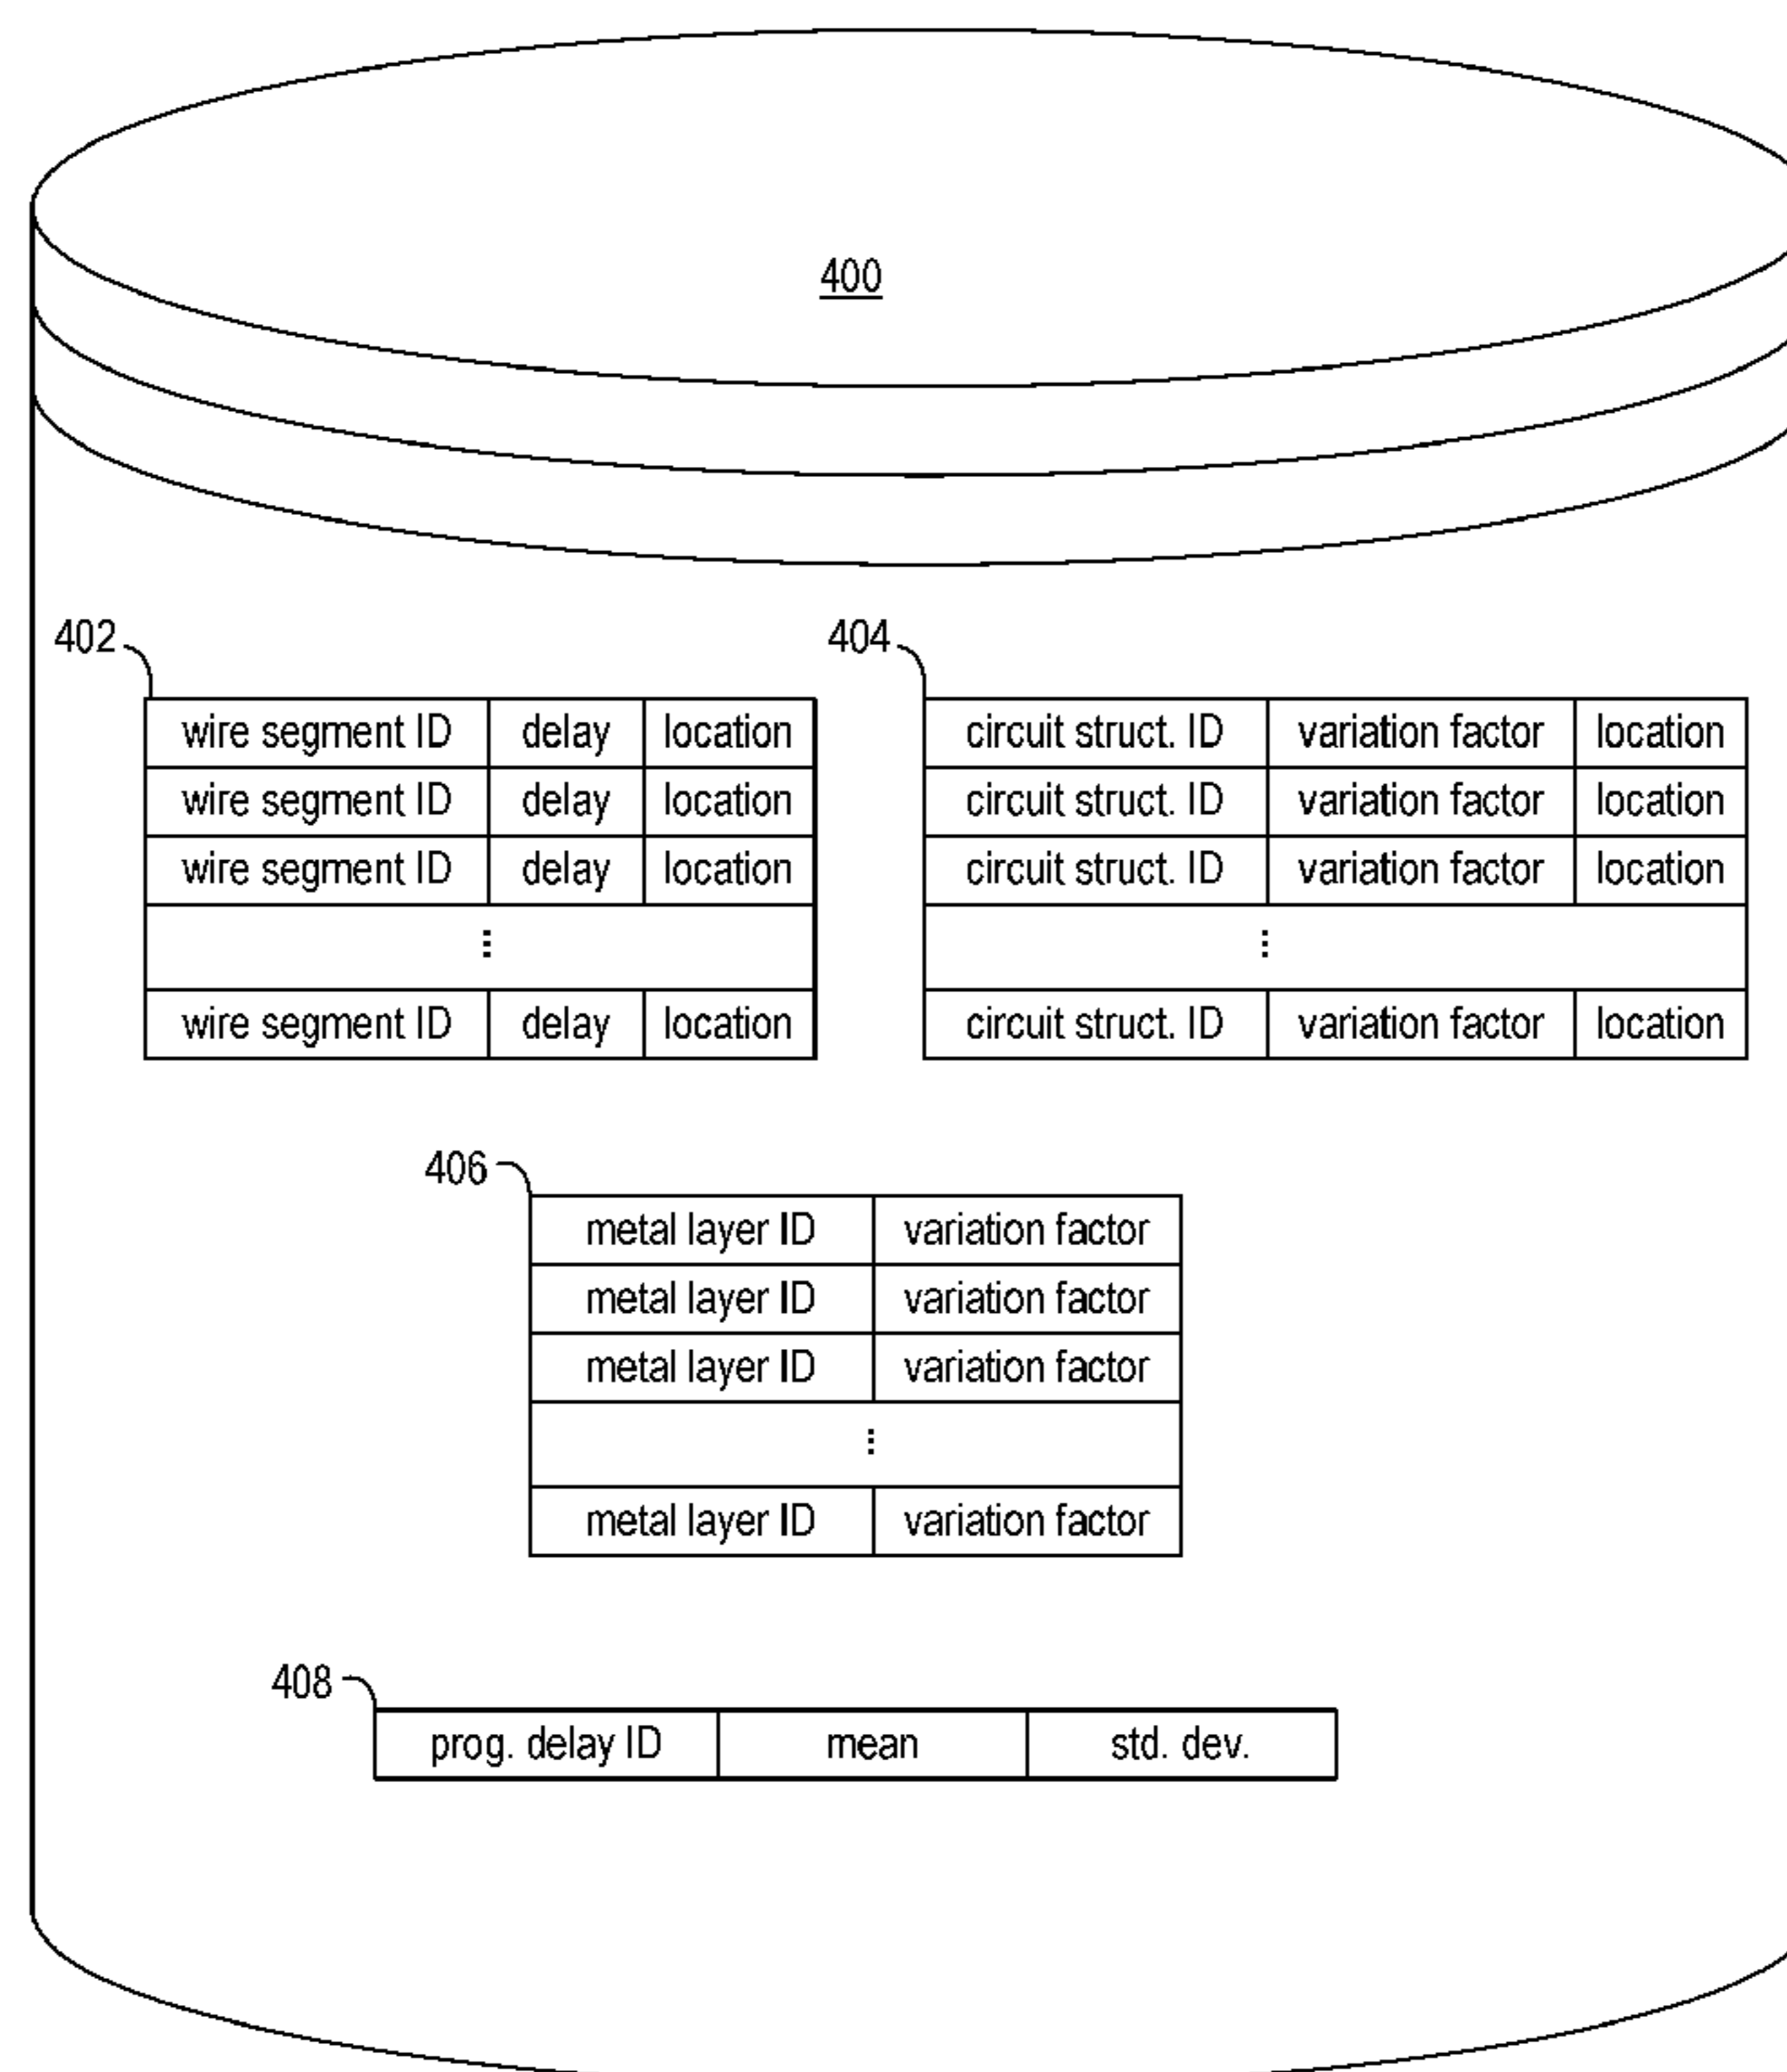 400
402
wire segment ID delay location
wire segment ID delay location
wire segment ID delay location
⋮
wire segment ID delay location
404
circuit struct. ID variation factor location
circuit struct. ID variation factor location
circuit struct. ID variation factor location
⋮
circuit struct. ID variation factor location
406
metal layer ID variation factor
metal layer ID variation factor
metal layer ID variation factor
⋮
metal layer ID variation factor
408
prog. delay ID mean std. dev.